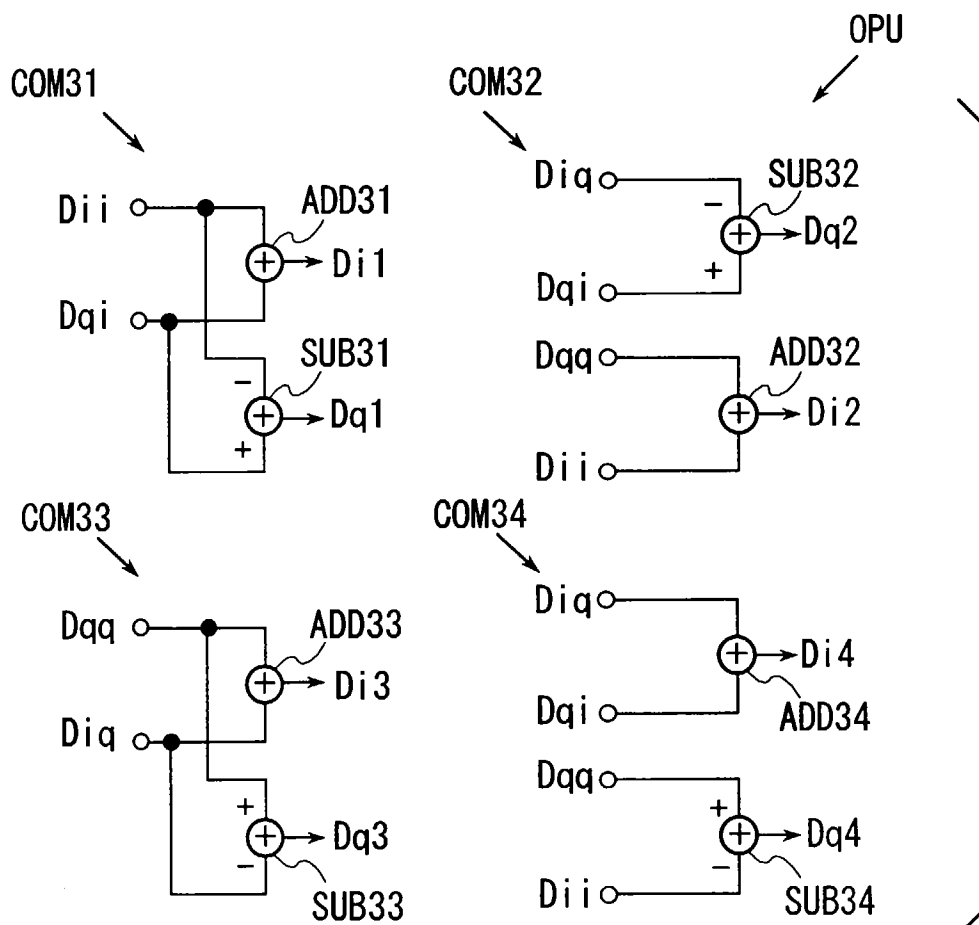 OPU
COM31
Dii
Dqi
ADD31
Di1
SUB31
−
+
Dq1
COM32
Diq
Dqi
−
+
SUB32
Dq2
Dqq
Dii
ADD32
Di2
COM33
Dqq
Diq
ADD33
Di3
+
−
Dq3
SUB33
COM34
Diq
Dqi
Di4
ADD34
Dqq
Dii
+
−
Dq4
SUB34